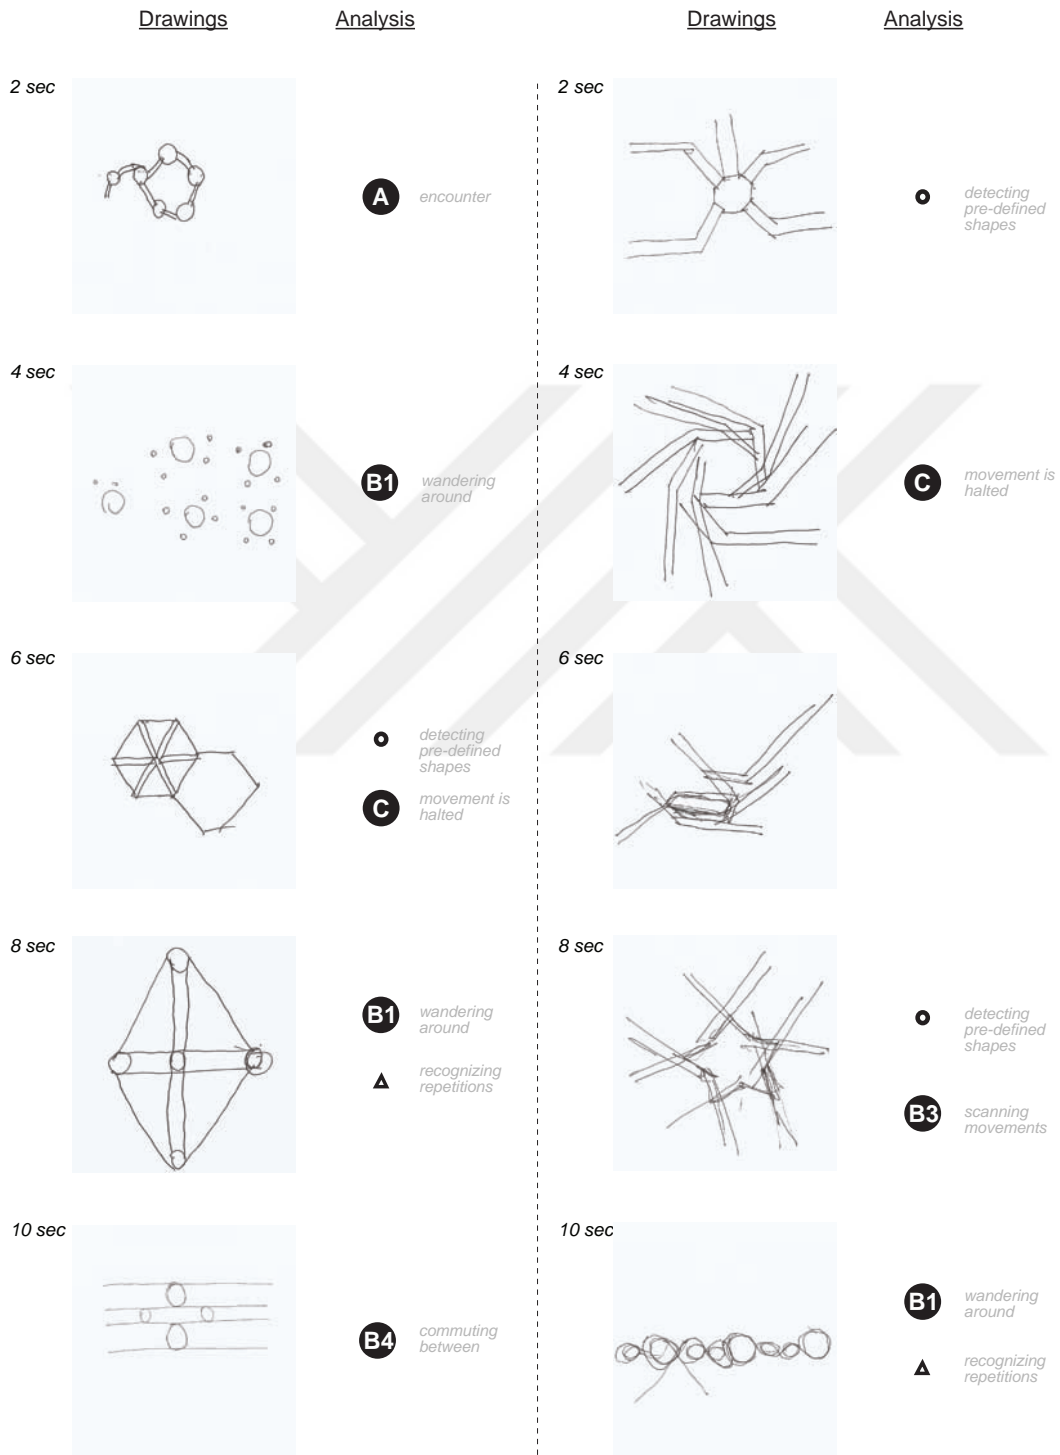 Drawings Analysis Drawings Analysis
2 sec 2 sec
A encounter
detecting
pre-defined
shapes
4 sec 4 sec
B1 wandering
around
C movement is
halted
6 sec 6 sec
detecting
pre-defined
shapes
C movement is
halted
8 sec 8 sec
B1 wandering
around
recognizing
repetitions
detecting
pre-defined
shapes
B3 scanning
movements
10 sec 10 sec
B4 commuting
between
B1 wandering
around
recognizing
repetitions